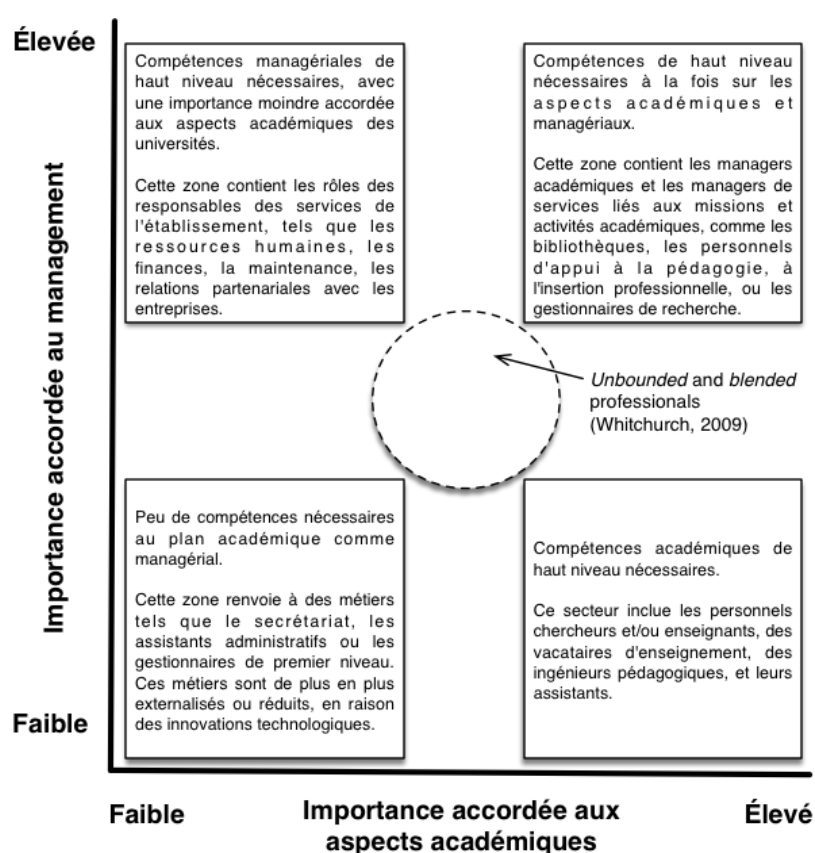 Élevée
Compétences managériales de
haut niveau nécessaires, avec
une importance moindre accordée
aux aspects académiques des
universités.
Cette zone contient les rôles des
responsables des services de
l'établissement, tels que les
ressources humaines, les
finances, la maintenance, les
relations partenariales avec les
entreprises.
Compétences de haut niveau
nécessaires à la fois sur les
aspects académiques et
managériaux.
Cette zone contient les managers
académiques et les managers de
services liés aux missions et
activités académiques, comme les
bibliothèques, les personnels
d'appui à la pédagogie, à
l'insertion professionnelle, ou les
gestionnaires de recherche.
Importance accordée au management
Unbounded and blended
professionals
(Whitchurch, 2009)
Peu de compétences nécessaires
au plan académique comme
managérial.
Cette zone renvoie à des métiers
tels que le secrétariat, les
assistants administratifs ou les
gestionnaires de premier niveau.
Ces métiers sont de plus en plus
externalisés ou réduits, en raison
des innovations technologiques.
Compétences académiques de
haut niveau nécessaires.
Ce secteur inclue les personnels
chercheurs et/ou enseignants, des
vacataires d'enseignement, des
ingénieurs pédagogiques, et leurs
assistants.
Faible
Faible
Importance accordée aux
aspects académiques
Élevé